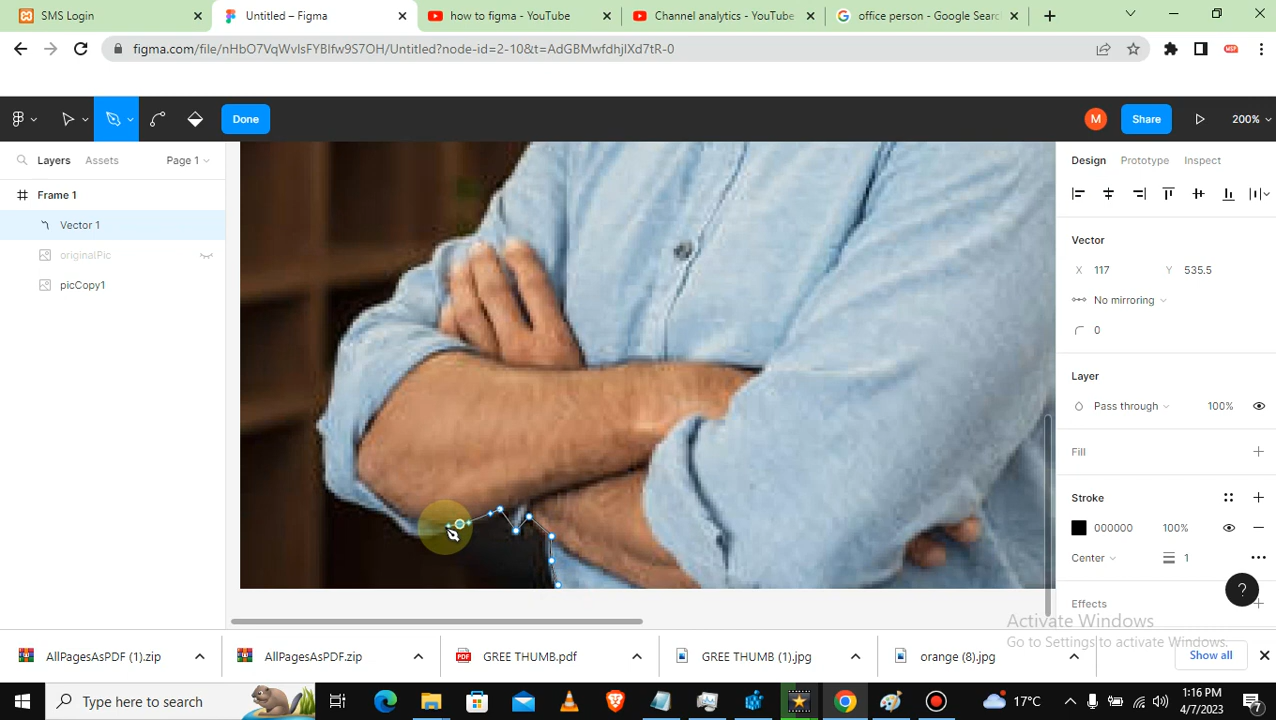 SMS Login
Untitled – Figma
how to figma - YouTube
Channel analytics - YouTube
office person - Google Searc
figma.com/file/nHbO7VqWvIsFYBlfw9S7OH/Untitled?node-id=2-10&t=AdGBMwfdhjIXd7tR-0
Done
M
Share
200%
Layers
Assets
Page 1
Design
Prototype
Inspect
Frame 1
Vector 1
originalPic
picCopy1
Vector
X 117 Y 535.5
No mirroring
0
Layer
Pass through 100%
Fill
Stroke
000000 100%
Center 1
Effects
?
Activate Windows
Go to Settings to activate Windows.
AllPagesAsPDF (1).zip
AllPagesAsPDF.zip
GREE THUMB.pdf
GREE THUMB (1).jpg
orange (8).jpg
Show all
Type here to search
17°C
1:16 PM
4/7/2023
7